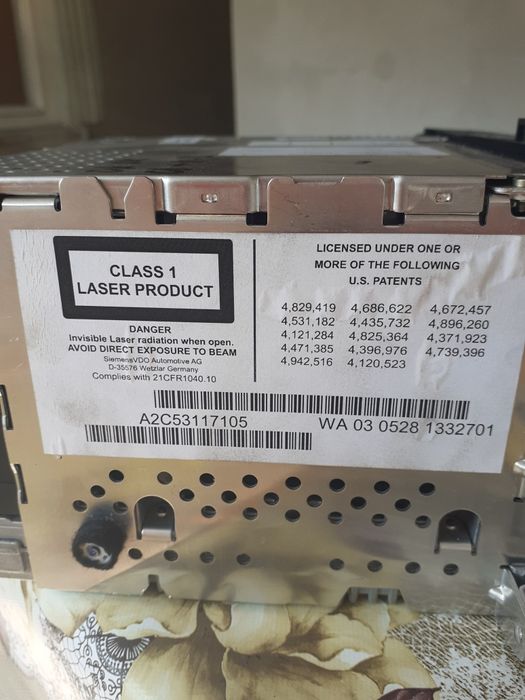 CLASS 1
LASER PRODUCT
DANGER
Invisible Laser radiation when open.
AVOID DIRECT EXPOSURE TO BEAM
SiemensVDO Automotive AG
D-35576 Wetzlar Germany
Complies with 21CFR1040.10
LICENSED UNDER ONE OR
MORE OF THE FOLLOWING
U.S. PATENTS
4,829,419 4,686,622 4,672,457
4,531,182 4,435,732 4,896,260
4,121,284 4,825,364 4,371,923
4,471,385 4,396,976 4,739,396
4,942,516 4,120,523
A2C53117105 WA 03 0528 1332701